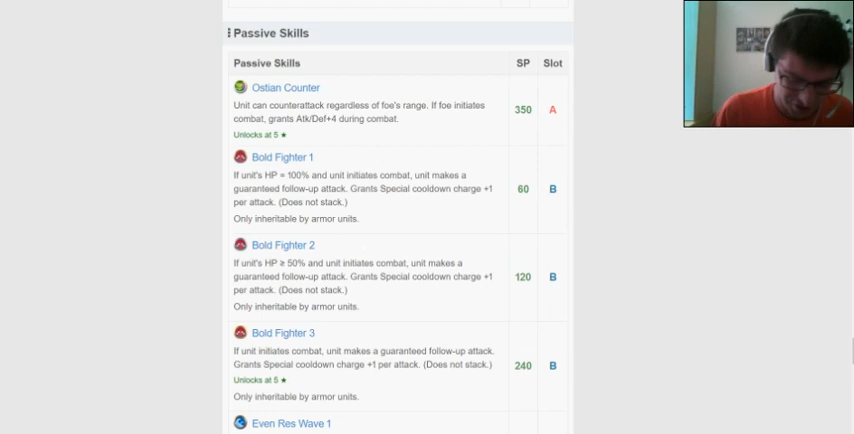 Passive Skills
Passive Skills SP Slot
Ostian Counter
Unit can counterattack regardless of foe's range. If foe initiates
combat, grants Atk/Def+4 during combat.
Unlocks at 5 ★
350 A
Bold Fighter 1
If unit's HP = 100% and unit initiates combat, unit makes a
guaranteed follow-up attack. Grants Special cooldown charge +1
per attack. (Does not stack.)
Only inheritable by armor units.
60 B
Bold Fighter 2
If unit's HP ≥ 50% and unit initiates combat, unit makes a
guaranteed follow-up attack. Grants Special cooldown charge +1
per attack. (Does not stack.)
Only inheritable by armor units.
120 B
Bold Fighter 3
If unit initiates combat, unit makes a guaranteed follow-up attack.
Grants Special cooldown charge +1 per attack. (Does not stack.)
Unlocks at 5 ★
Only inheritable by armor units.
240 B
Even Res Wave 1